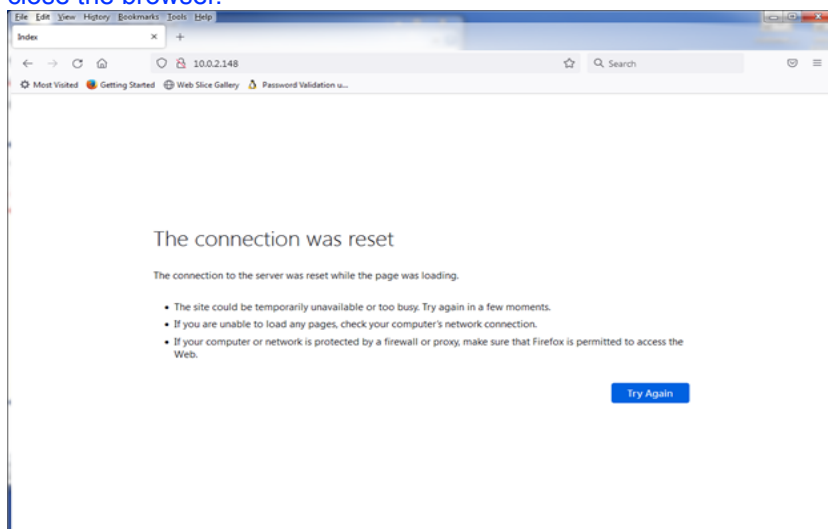 close the browser.
File Edit View History Bookmarks Tools Help
Index
10.0.2.148
Search
Most Visited Getting Started Web Slice Gallery Password Validation u...
The connection was reset
The connection to the server was reset while the page was loading.
• The site could be temporarily unavailable or too busy. Try again in a few moments.
• If you are unable to load any pages, check your computer's network connection.
• If your computer or network is protected by a firewall or proxy, make sure that Firefox is permitted to access the
Web.
Try Again